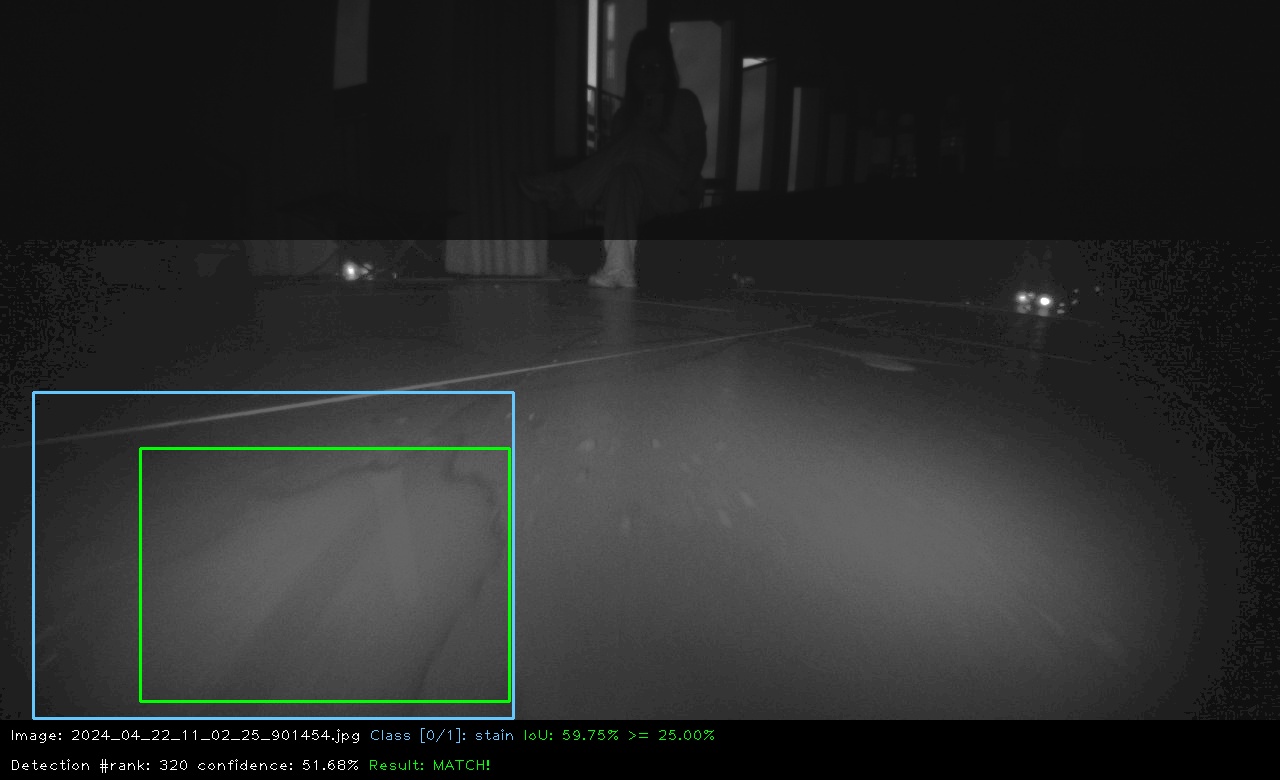 Image: 2024_04_22_11_02_25_901454.jpg Class [0/1]: stain IoU: 59.75% >= 25.00%
Detection #rank: 320 confidence: 51.68% Result: MATCH!